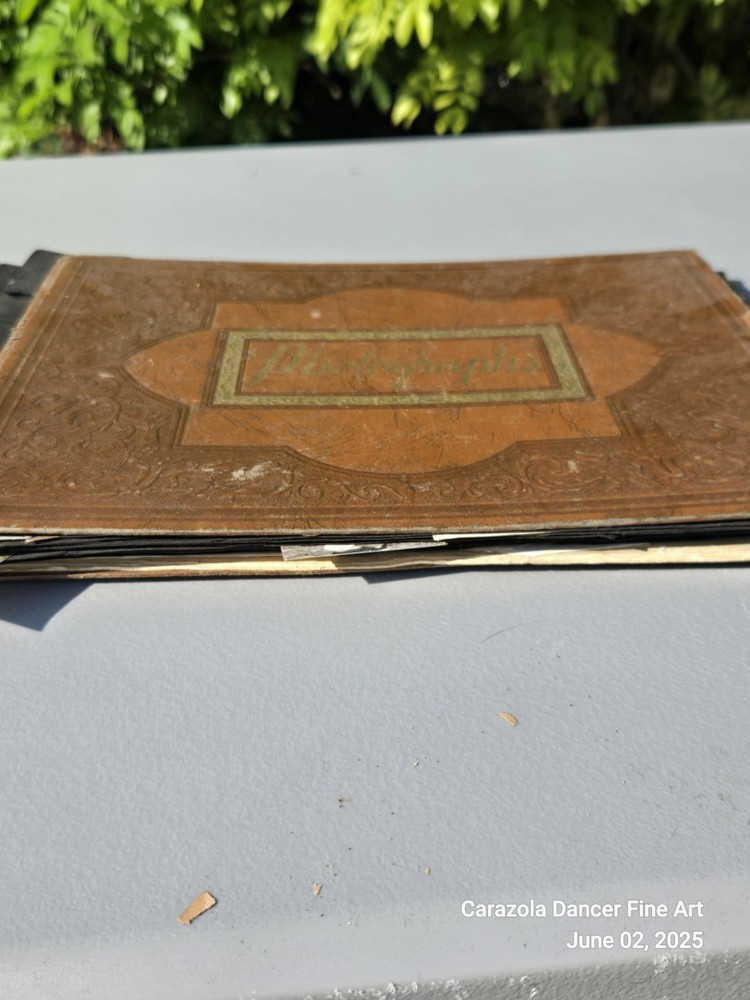 Photographs
Carazola Dancer Fine Art
June 02, 2025